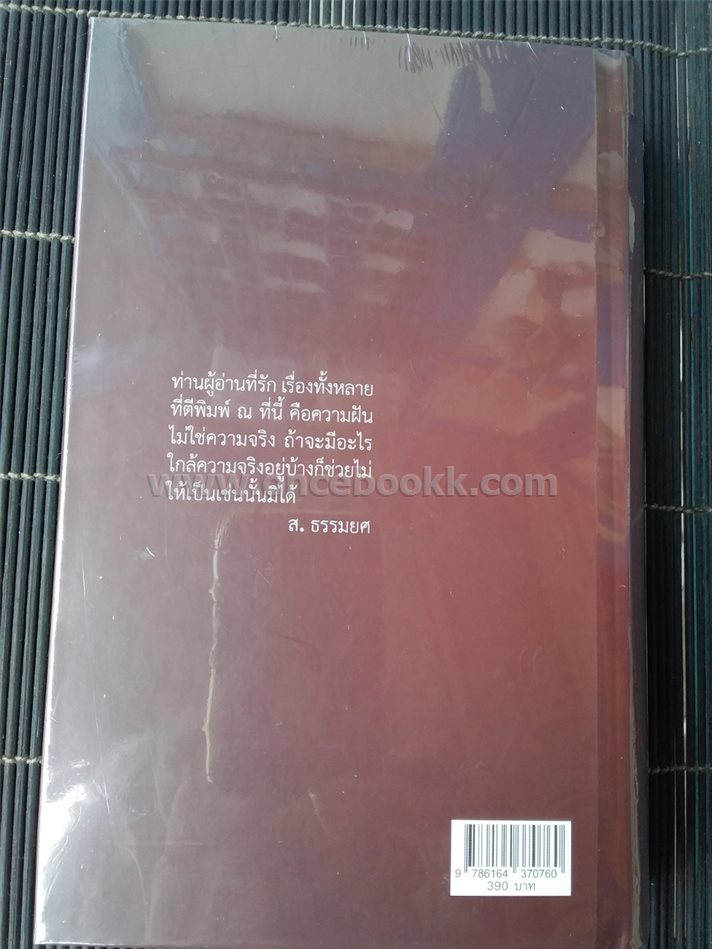 ท่านผู้อ่านที่รัก เรื่องทั้งหลาย
ที่ตีพิมพ์ ณ ที่นี้ คือความฝัน
ไม่ใช่ความจริง ถ้าจะมีอะไร
ใกล้ความจริงอยู่บ้างก็ช่วยไม่
www.oncebookk.com
ให้เป็นเช่นนั้นมิได้
ส. ธรรมยศ
9 786164 370760
390 บาท